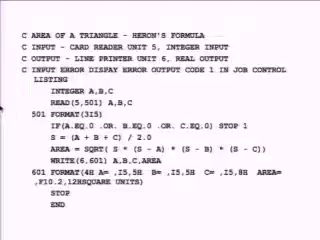 C AREA OF A TRIANGLE - HERON'S FORMULA
C INPUT - CARD READER UNIT 5, INTEGER INPUT
C OUTPUT - LINE PRINTER UNIT 6, REAL OUTPUT
C INPUT ERROR DISPAY ERROR OUTPUT CODE 1 IN JOB CONTROL
LISTING
INTEGER A,B,C
READ(5,501) A,B,C
501 FORMAT(3I5)
IF(A.EQ.0 .OR. B.EQ.0 .OR. C.EQ.0) STOP 1
S = (A + B + C) / 2.0
AREA = SQRT( S * (S - A) * (S - B) * (S - C))
WRITE(6,601) A,B,C,AREA
601 FORMAT(4H A= ,I5,5H B= ,I5,5H C= ,I5,8H AREA=
,F10.2,12HSQUARE UNITS)
STOP
END